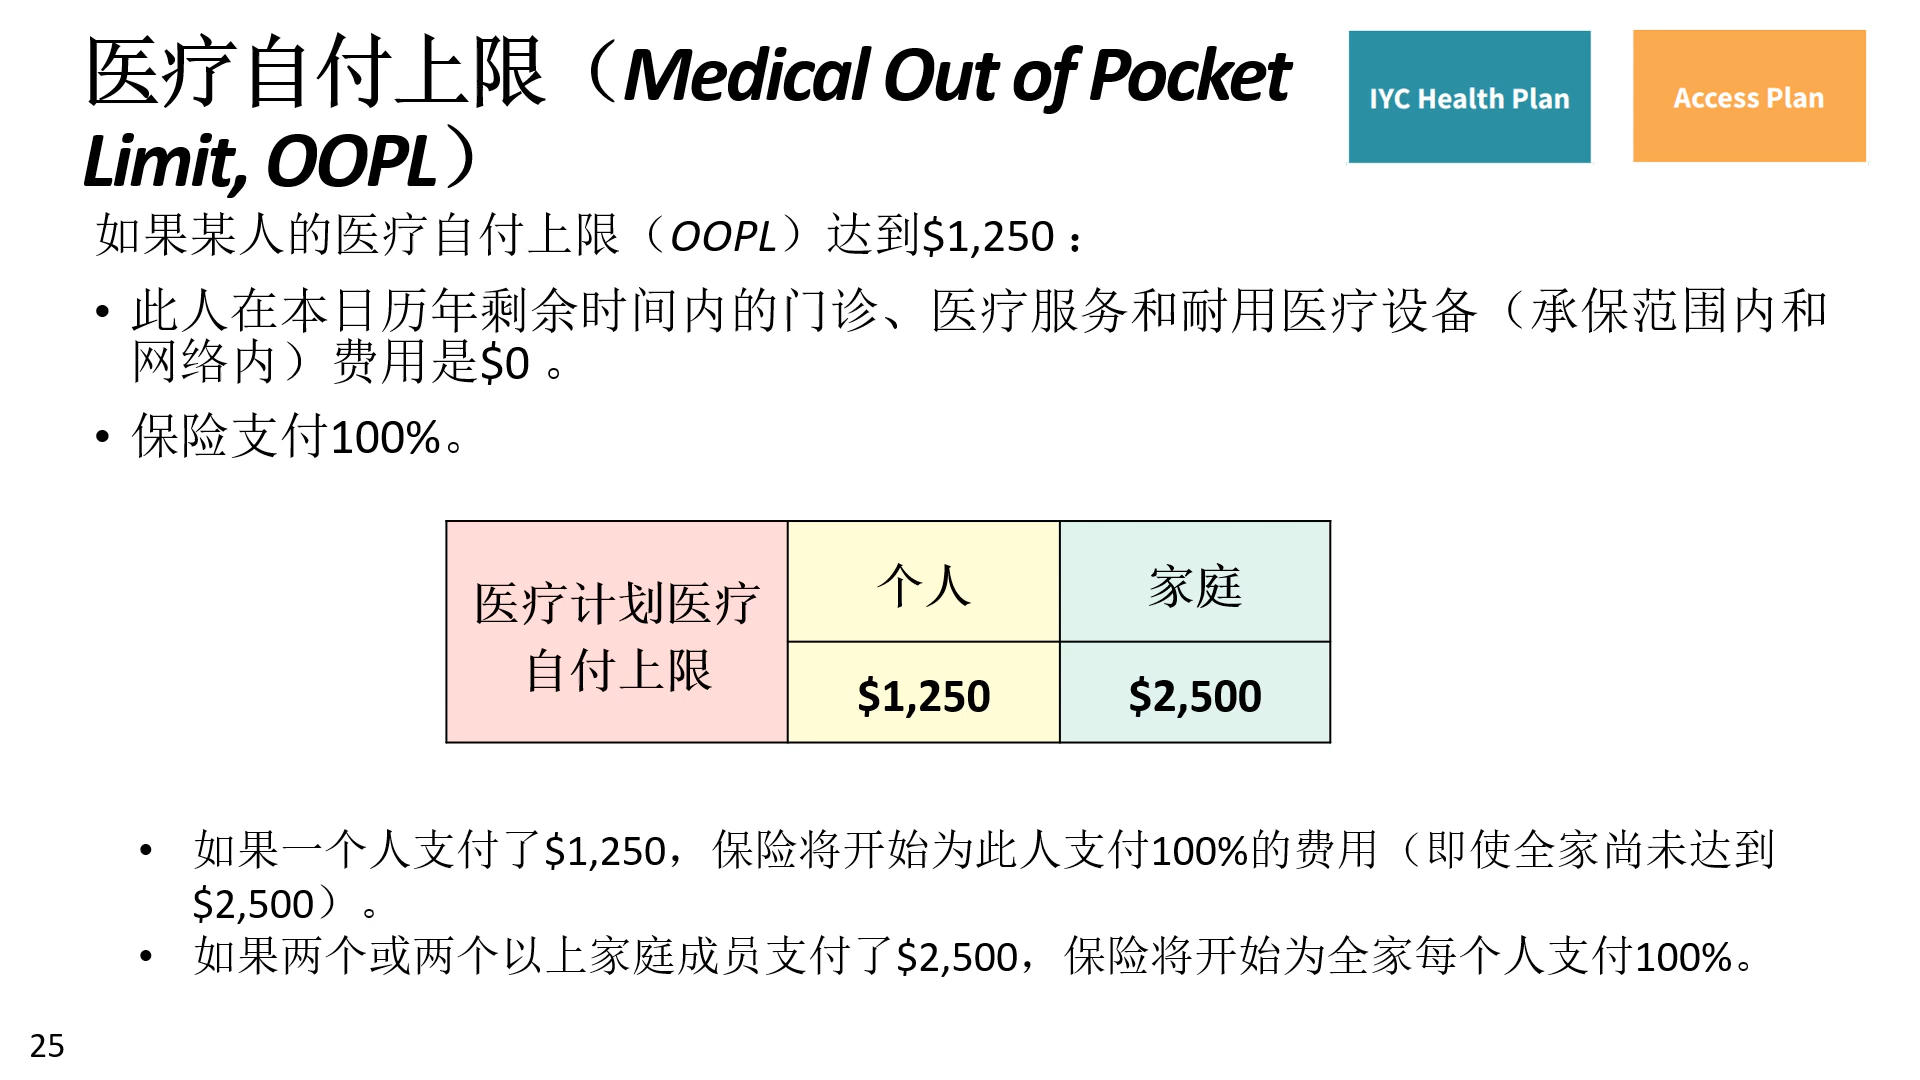 医疗自付上限（Medical Out of Pocket
Limit, OOPL）
IYC Health Plan
Access Plan
如果某人的医疗自付上限（OOPL）达到$1,250：
• 此人在本日历年剩余时间内的门诊、医疗服务和耐用医疗设备（承保范围内和
网络内）费用是$0 。
• 保险支付100%。
医疗计划医疗
自付上限
个人
家庭
$1,250
$2,500
• 如果一个人支付了$1,250，保险将开始为此人支付100%的费用（即使全家尚未达到
$2,500）。
• 如果两个或两个以上家庭成员支付了$2,500，保险将开始为全家每个人支付100%。
25